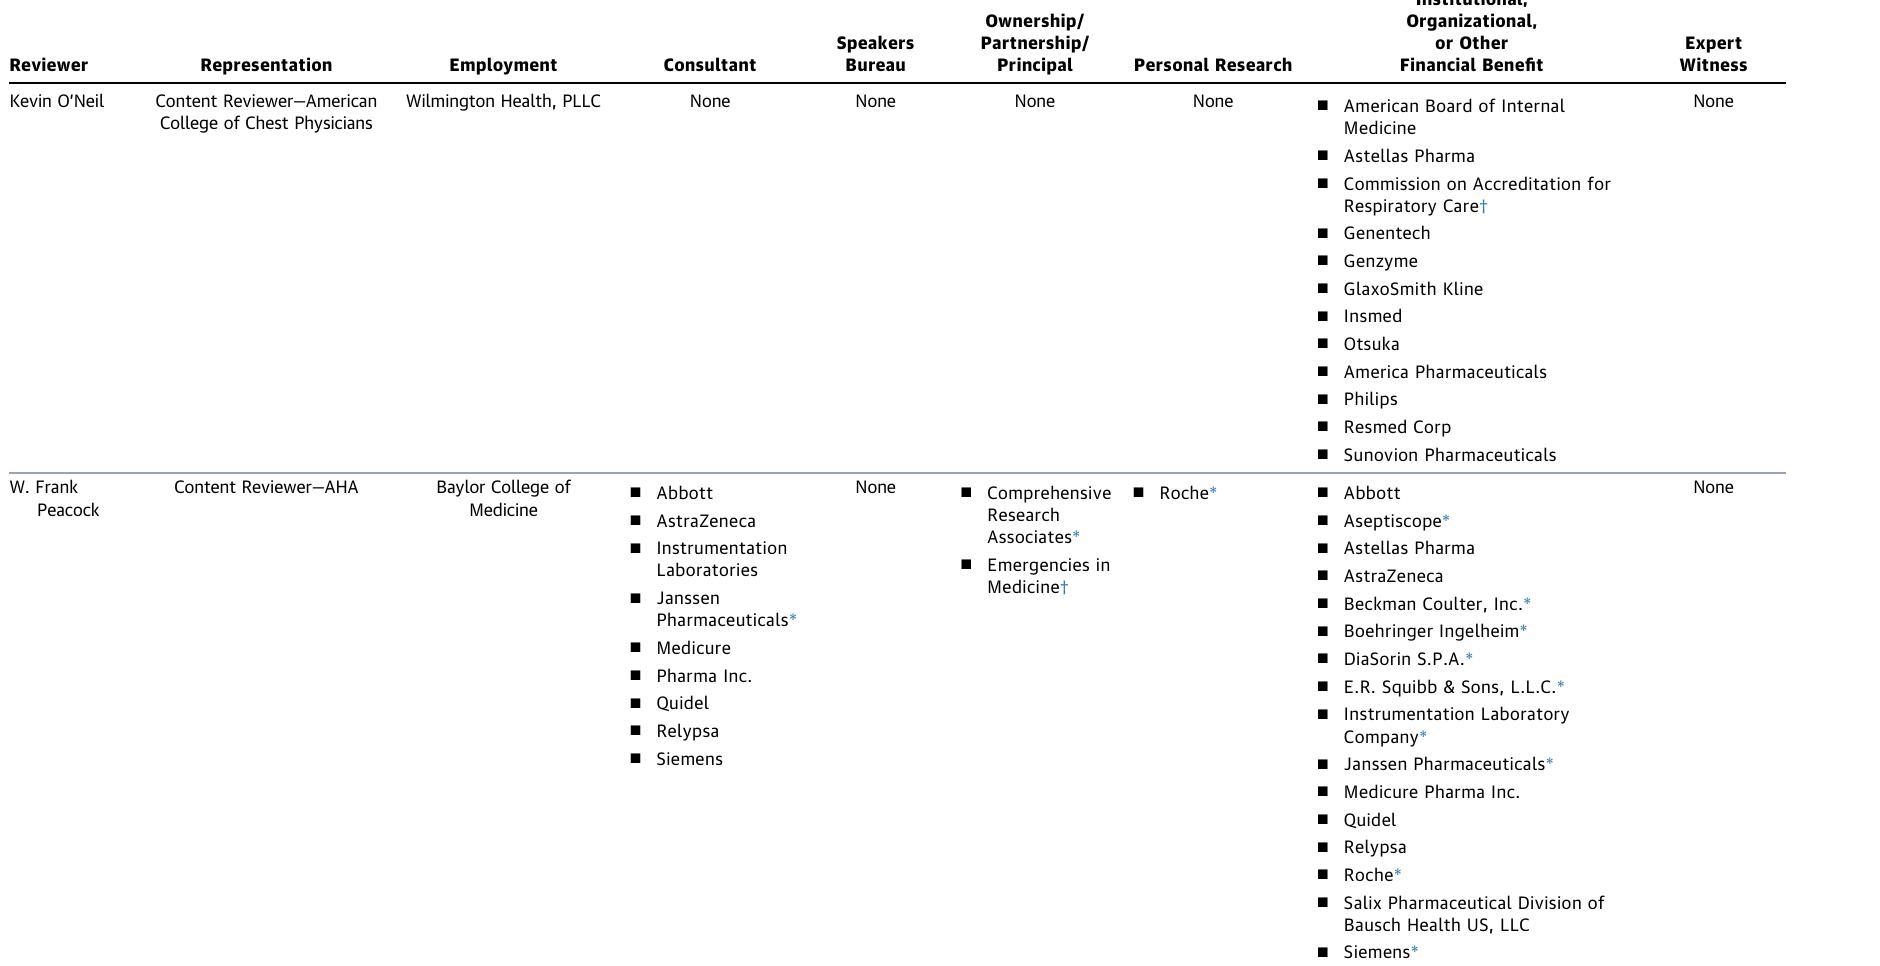 Institutional,
Organizational,
or Other
Financial Benefit
Ownership/
Partnership/
Principal
Speakers
Bureau
Expert
Witness
Reviewer Representation Employment Consultant Personal Research
Kevin O'Neil
Content Reviewer—American
College of Chest Physicians
Wilmington Health, PLLC
None
None
None
None
■ American Board of Internal
Medicine
■ Astellas Pharma
■ Commission on Accreditation for
Respiratory Care†
■ Genentech
■ Genzyme
■ GlaxoSmith Kline
■ Insmed
■ Otsuka
■ America Pharmaceuticals
■ Philips
■ Resmed Corp
■ Sunovion Pharmaceuticals
None
W. Frank
Peacock
Content Reviewer—AHA
Baylor College of
Medicine
■ Abbott
■ AstraZeneca
■ Instrumentation
Laboratories
■ Janssen
Pharmaceuticals*
■ Medicure
■ Pharma Inc.
■ Quidel
■ Relypsa
■ Siemens
None
■ Comprehensive
Research
Associates*
■ Emergencies in
Medicine†
■ Roche*
■ Abbott
■ Aseptiscope*
■ Astellas Pharma
■ AstraZeneca
■ Beckman Coulter, Inc.*
■ Boehringer Ingelheim*
■ DiaSorin S.P.A.*
■ E.R. Squibb & Sons, L.L.C.*
■ Instrumentation Laboratory
Company*
■ Janssen Pharmaceuticals*
■ Medicure Pharma Inc.
■ Quidel
■ Relypsa
■ Roche*
■ Salix Pharmaceutical Division of
Bausch Health US, LLC
■ Siemens*
None